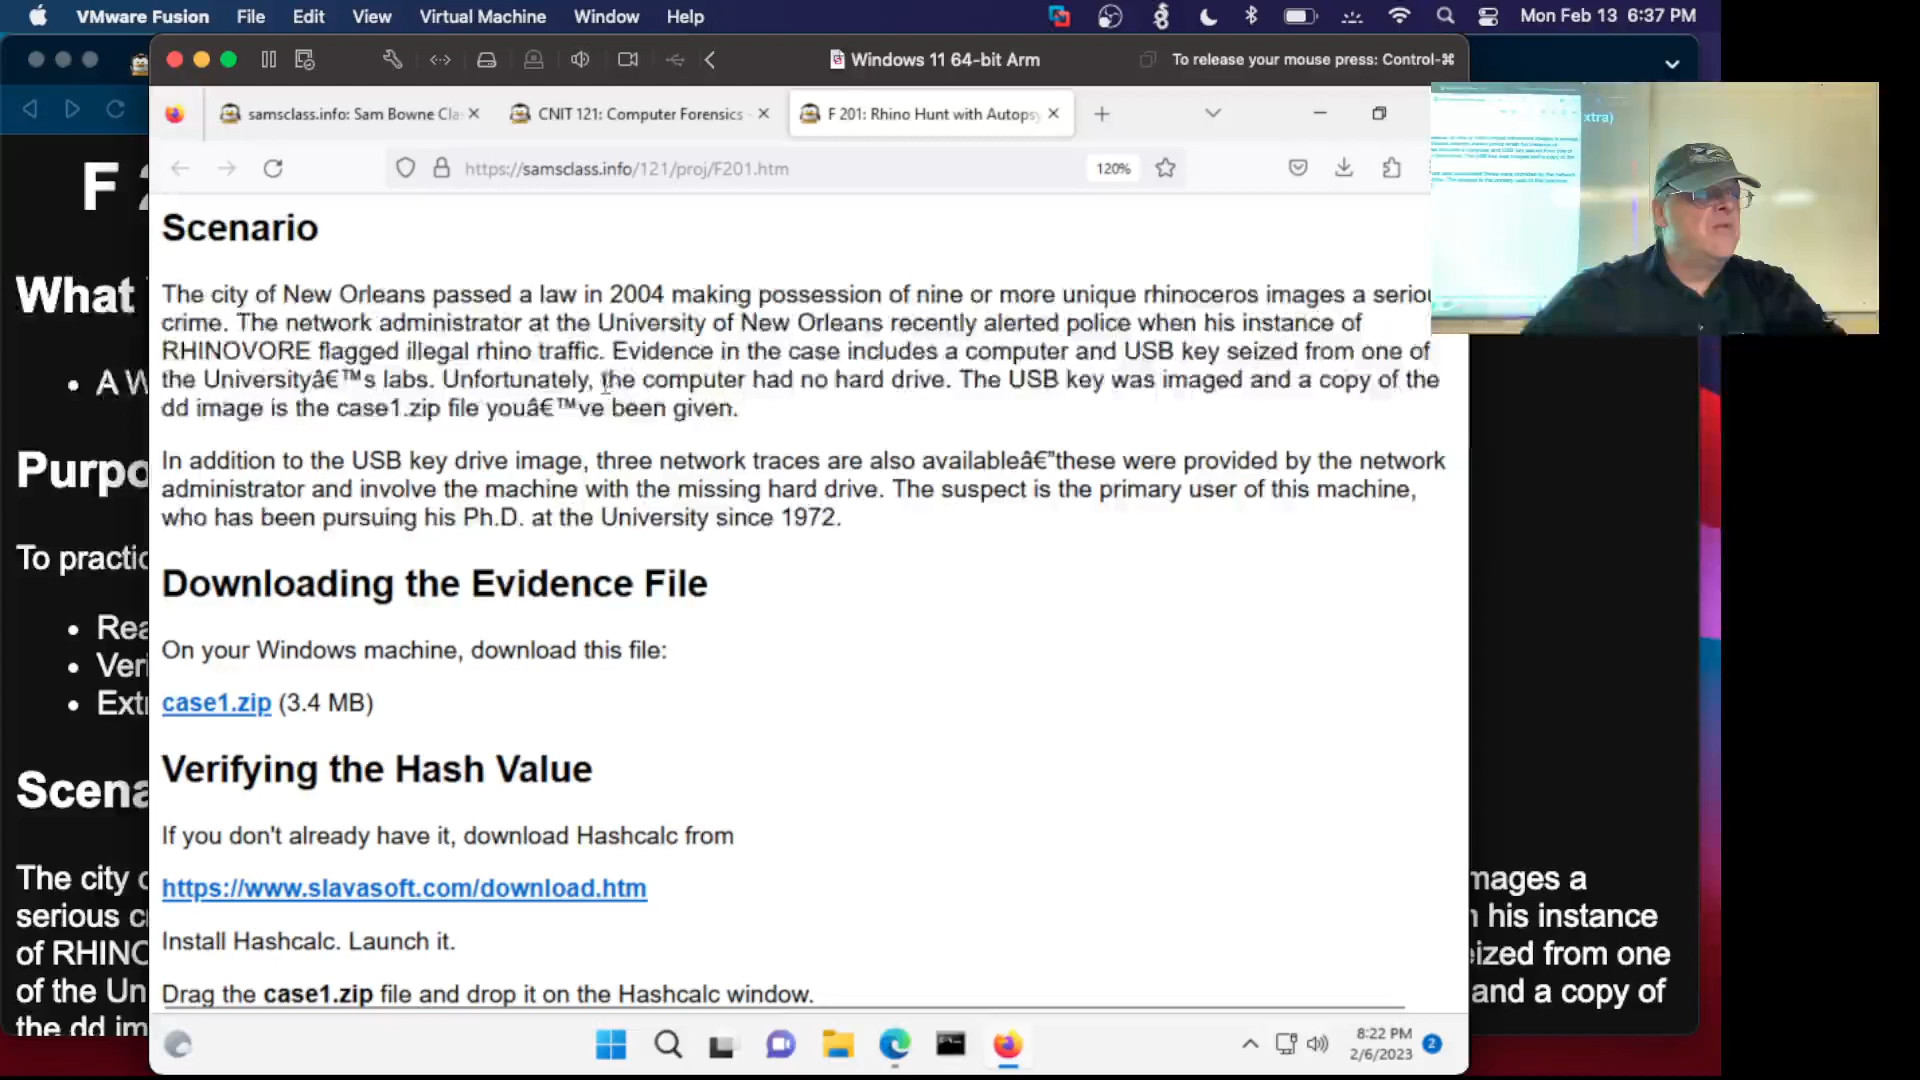 VMware Fusion File Edit View Virtual Machine Window Help Mon Feb 13 6:37 PM
Windows 11 64-bit Arm To release your mouse press: Control-⌘
samsclass.info: Sam Bowne Cla CNIT 121: Computer Forensics F 201: Rhino Hunt with Autopsy
https://samsclass.info/121/proj/F201.htm 120%
xtra)
F 2
What
• A W
Purpo
To practic
• Rea
• Veri
• Extr
Scena
The city o
serious cr
of RHINO
of the Un
the dd im
Scenario
The city of New Orleans passed a law in 2004 making possession of nine or more unique rhinoceros images a seriou
crime. The network administrator at the University of New Orleans recently alerted police when his instance of
RHINOVORE flagged illegal rhino traffic. Evidence in the case includes a computer and USB key seized from one of
the Universityâ€™s labs. Unfortunately, the computer had no hard drive. The USB key was imaged and a copy of the
dd image is the case1.zip file youâ€™ve been given.
In addition to the USB key drive image, three network traces are also availableâ€”these were provided by the network
administrator and involve the machine with the missing hard drive. The suspect is the primary user of this machine,
who has been pursuing his Ph.D. at the University since 1972.
Downloading the Evidence File
On your Windows machine, download this file:
case1.zip (3.4 MB)
Verifying the Hash Value
If you don't already have it, download Hashcalc from
https://www.slavasoft.com/download.htm
Install Hashcalc. Launch it.
Drag the case1.zip file and drop it on the Hashcalc window.
mages a
his instance
eized from one
and a copy of
8:22 PM
2/6/2023 2